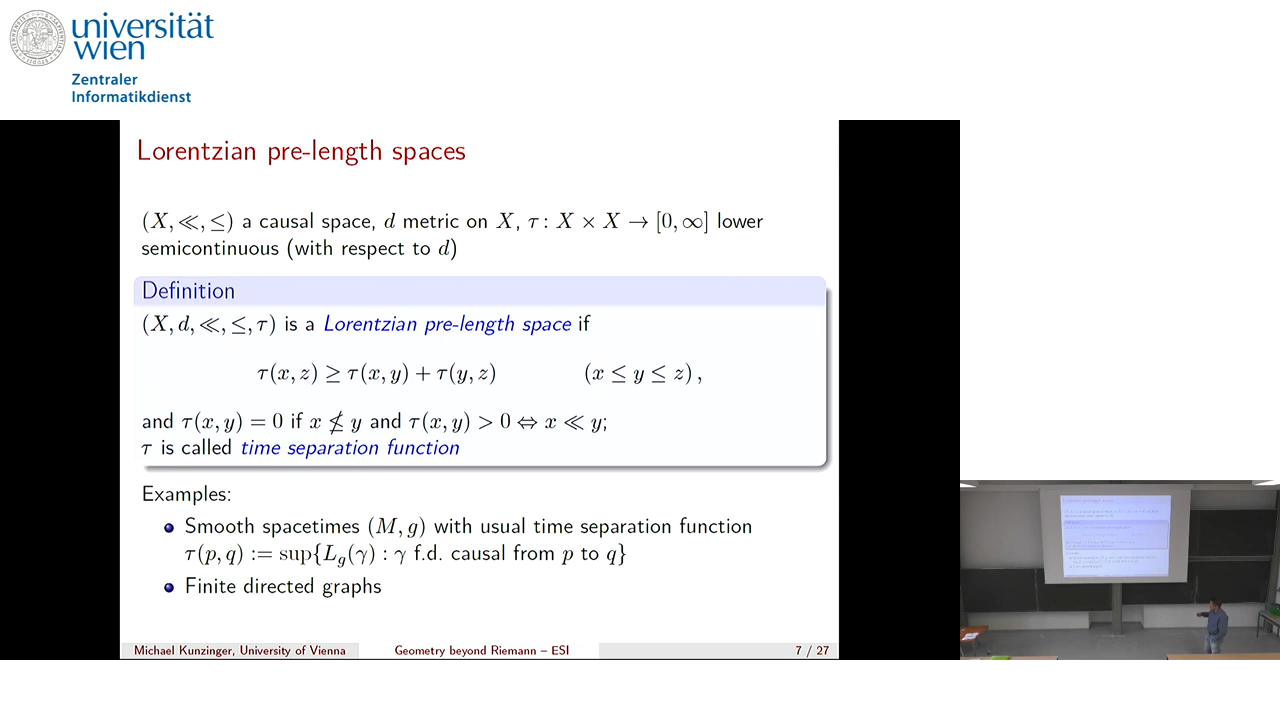 universität
wien
Zentraler
Informatikdienst
Lorentzian pre-length spaces
(X, ≪, ≤) a causal space, d metric on X, τ : X × X → [0, ∞] lower
semicontinuous (with respect to d)
Definition
(X, d, ≪, ≤, τ) is a Lorentzian pre-length space if
τ(x, z) ≥ τ(x, y) + τ(y, z) (x ≤ y ≤ z) ,
and τ(x, y) = 0 if x ≰ y and τ(x, y) > 0 ⇔ x ≪ y;
τ is called time separation function
Examples:
Smooth spacetimes (M, g) with usual time separation function
τ(p, q) := sup{L_g(γ) : γ f.d. causal from p to q}
Finite directed graphs
Michael Kunzinger, University of Vienna
Geometry beyond Riemann – ESI
7 / 27